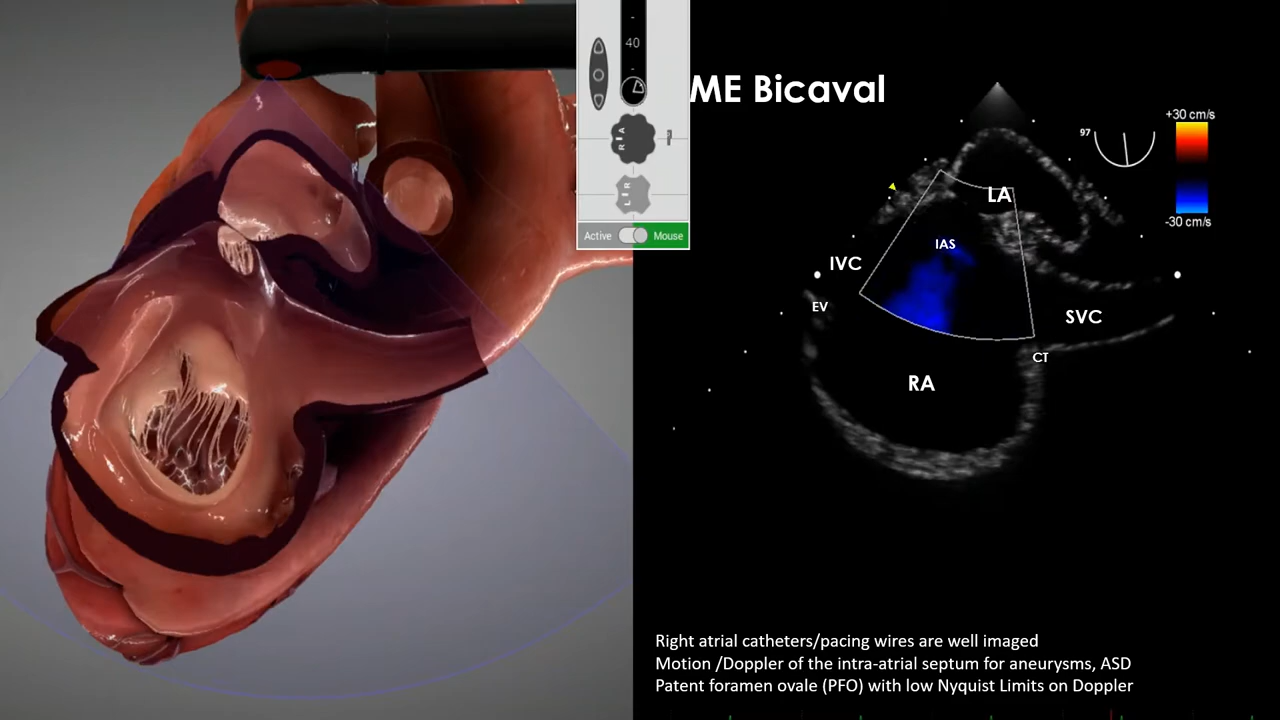 40
R I A
L I R
Active Mouse
ME Bicaval
+30 cm/s
97
-30 cm/s
LA
IAS
IVC
EV
SVC
CT
RA
Right atrial catheters/pacing wires are well imaged
Motion /Doppler of the intra-atrial septum for aneurysms, ASD
Patent foramen ovale (PFO) with low Nyquist Limits on Doppler